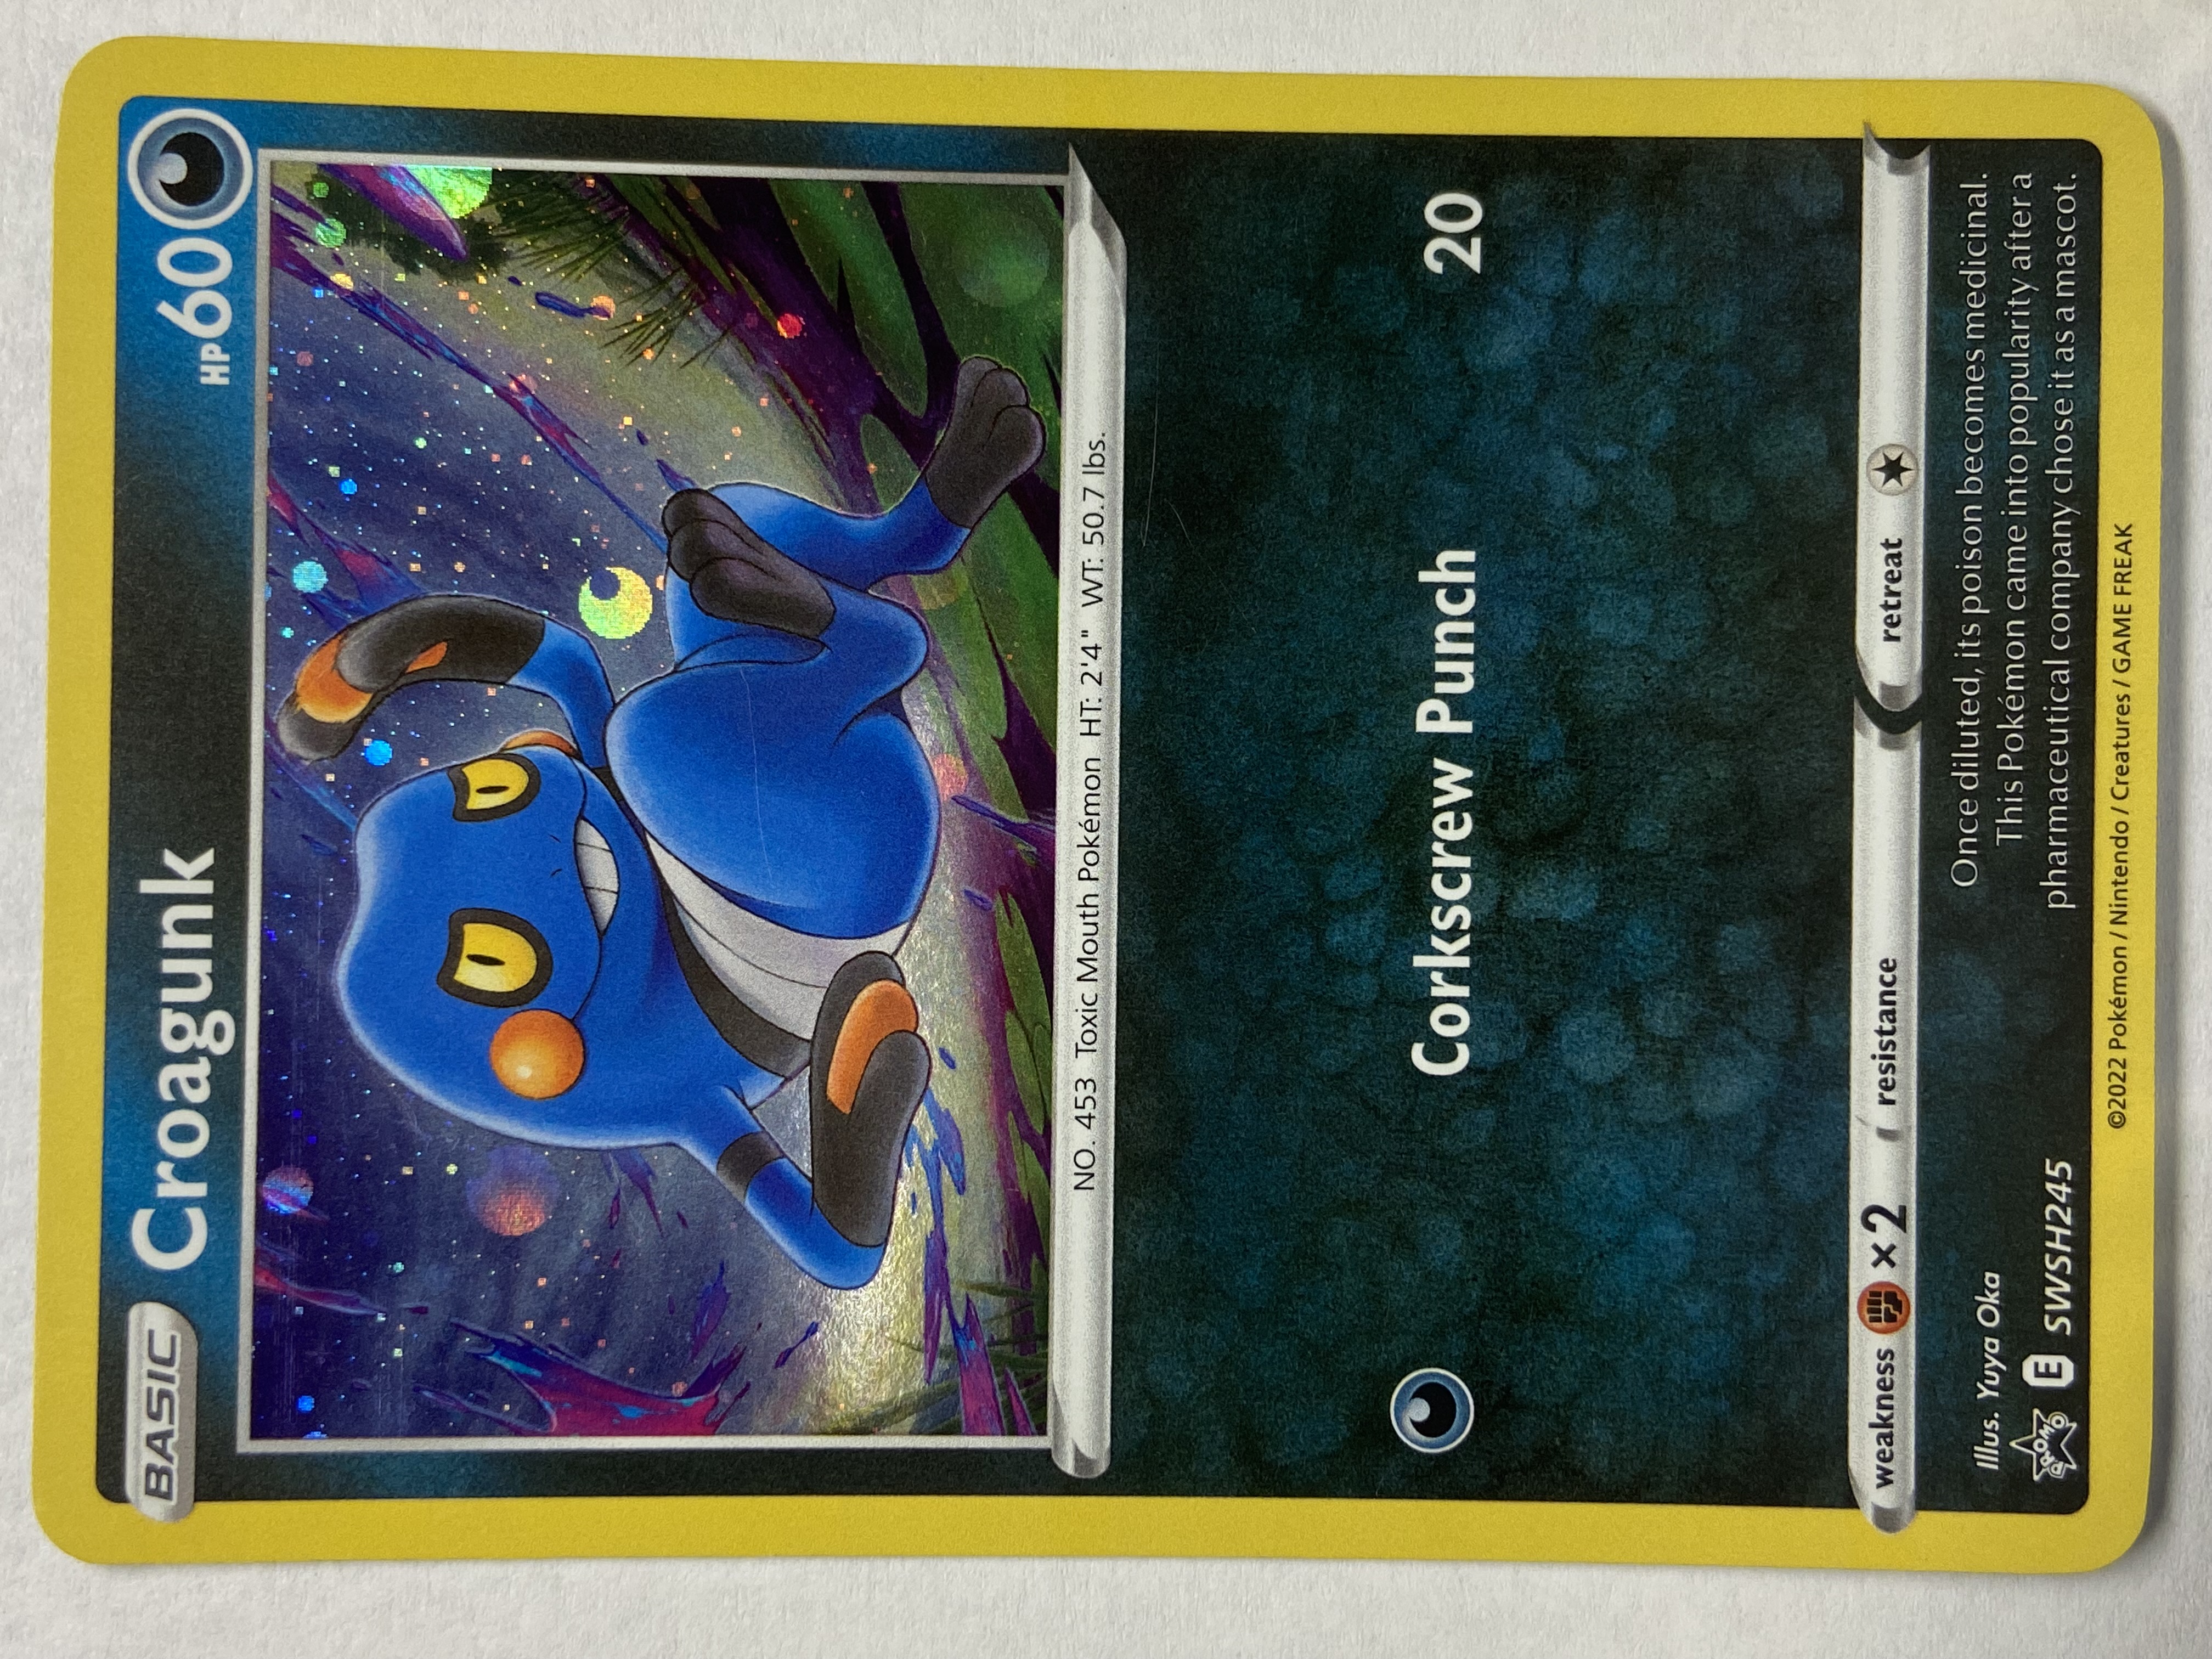 BASIC Croagunk HP 60
NO. 453 Toxic Mouth Pokémon HT: 2'4" WT: 50.7 lbs.
Corkscrew Punch 20
weakness ×2 resistance retreat
Illus. Yuya Oka
PROMO E SWSH245
Once diluted, its poison becomes medicinal.
This Pokémon came into popularity after a
pharmaceutical company chose it as a mascot.
©2022 Pokémon / Nintendo / Creatures / GAME FREAK